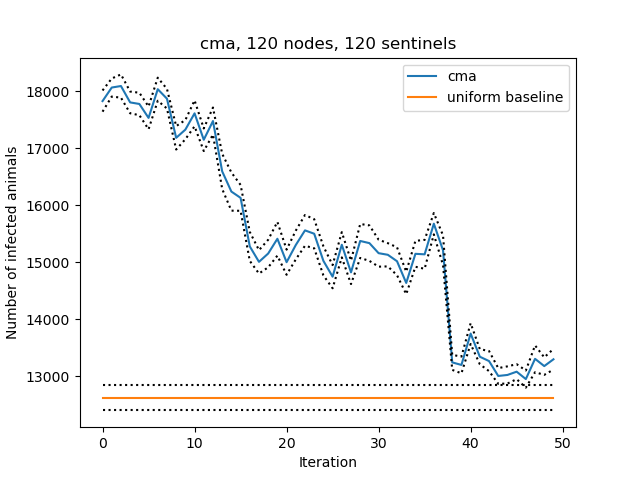 cma, 120 nodes, 120 sentinels
cma
uniform baseline
Number of infected animals
18000
17000
16000
15000
14000
13000
0 10 20 30 40 50
Iteration